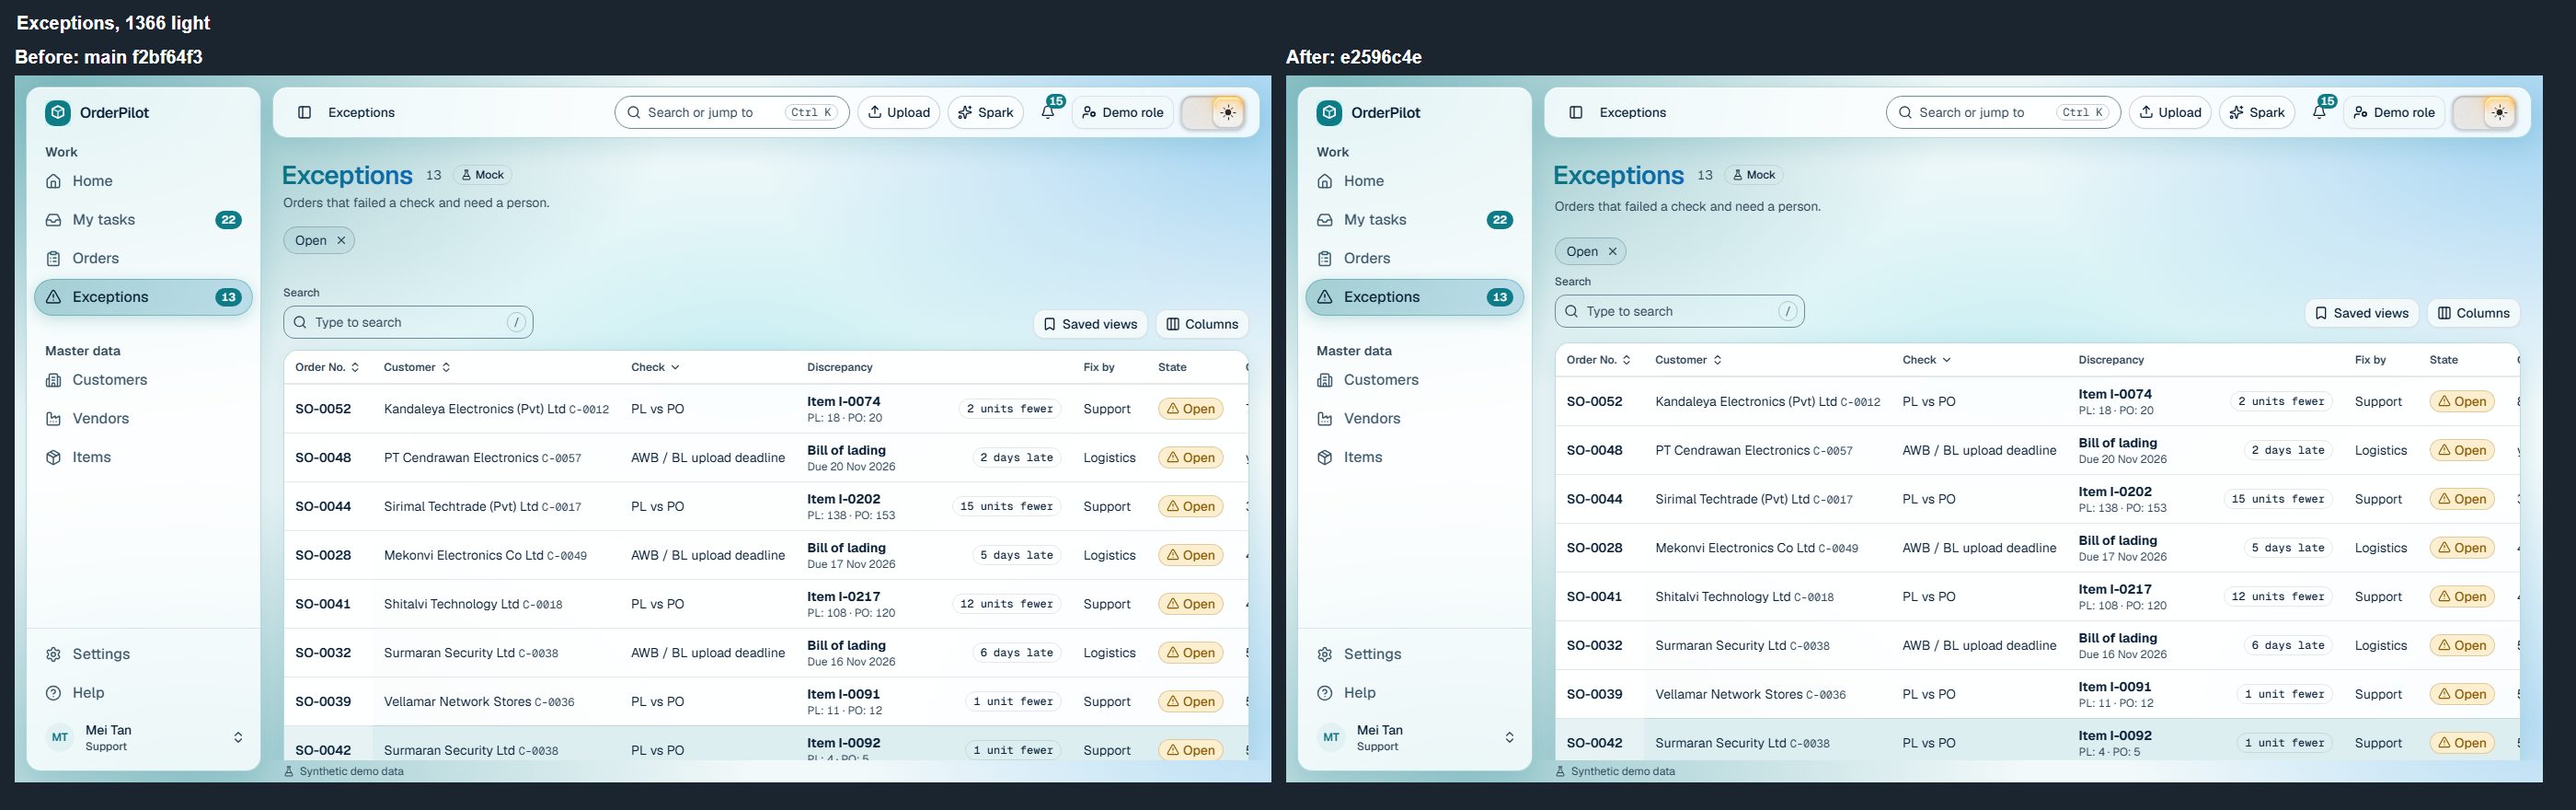 Exceptions, 1366 light
Before: main f2bf64f3
OrderPilot
Work
Home
My tasks 22
Orders
Exceptions 13
Master data
Customers
Vendors
Items
Settings
Help
MT Mei Tan
Support
Exceptions Search or jump to Ctrl K Upload Spark 15 Demo role
Exceptions 13 Mock
Orders that failed a check and need a person.
Open
Search
Type to search /
Saved views Columns
Order No. Customer Check Discrepancy Fix by State
SO-0052 Kandaleya Electronics (Pvt) Ltd C-0012 PL vs PO Item I-0074 2 units fewer Support Open
PL: 18 · PO: 20
SO-0048 PT Cendrawan Electronics C-0057 AWB / BL upload deadline Bill of lading 2 days late Logistics Open
Due 20 Nov 2026
SO-0044 Sirimal Techtrade (Pvt) Ltd C-0017 PL vs PO Item I-0202 15 units fewer Support Open
PL: 138 · PO: 153
SO-0028 Mekonvi Electronics Co Ltd C-0049 AWB / BL upload deadline Bill of lading 5 days late Logistics Open
Due 17 Nov 2026
SO-0041 Shitalvi Technology Ltd C-0018 PL vs PO Item I-0217 12 units fewer Support Open
PL: 108 · PO: 120
SO-0032 Surmaran Security Ltd C-0038 AWB / BL upload deadline Bill of lading 6 days late Logistics Open
Due 16 Nov 2026
SO-0039 Vellamar Network Stores C-0036 PL vs PO Item I-0091 1 unit fewer Support Open
PL: 11 · PO: 12
SO-0042 Surmaran Security Ltd C-0038 PL vs PO Item I-0092 1 unit fewer Support Open
PL: 4 · PO: 5
Synthetic demo data
After: e2596c4e
OrderPilot
Work
Home
My tasks 22
Orders
Exceptions 13
Master data
Customers
Vendors
Items
Settings
Help
MT Mei Tan
Support
Exceptions Search or jump to Ctrl K Upload Spark 15 Demo role
Exceptions 13 Mock
Orders that failed a check and need a person.
Open
Search
Type to search /
Saved views Columns
Order No. Customer Check Discrepancy Fix by State
SO-0052 Kandaleya Electronics (Pvt) Ltd C-0012 PL vs PO Item I-0074 2 units fewer Support Open
PL: 18 · PO: 20
SO-0048 PT Cendrawan Electronics C-0057 AWB / BL upload deadline Bill of lading 2 days late Logistics Open
Due 20 Nov 2026
SO-0044 Sirimal Techtrade (Pvt) Ltd C-0017 PL vs PO Item I-0202 15 units fewer Support Open
PL: 138 · PO: 153
SO-0028 Mekonvi Electronics Co Ltd C-0049 AWB / BL upload deadline Bill of lading 5 days late Logistics Open
Due 17 Nov 2026
SO-0041 Shitalvi Technology Ltd C-0018 PL vs PO Item I-0217 12 units fewer Support Open
PL: 108 · PO: 120
SO-0032 Surmaran Security Ltd C-0038 AWB / BL upload deadline Bill of lading 6 days late Logistics Open
Due 16 Nov 2026
SO-0039 Vellamar Network Stores C-0036 PL vs PO Item I-0091 1 unit fewer Support Open
PL: 11 · PO: 12
SO-0042 Surmaran Security Ltd C-0038 PL vs PO Item I-0092 1 unit fewer Support Open
PL: 4 · PO: 5
Synthetic demo data